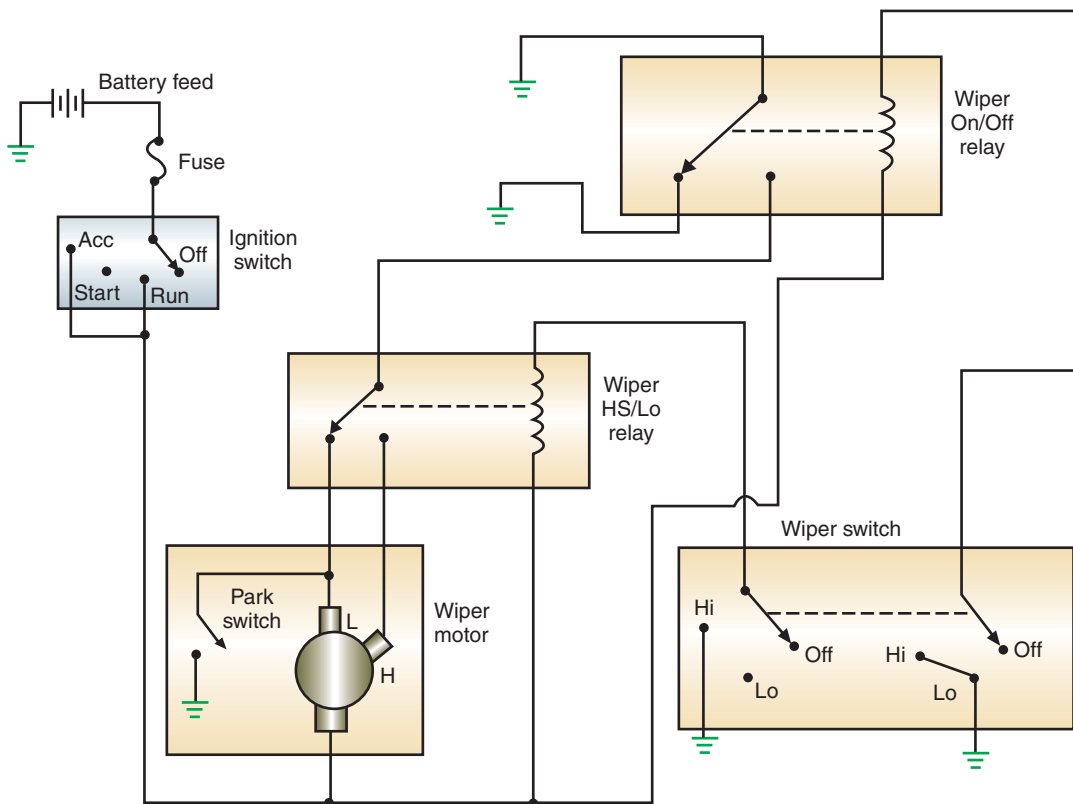 Battery feed
Fuse
Acc
Off
Start
Run
Ignition
switch
Wiper
On/Off
relay
Wiper
HS/Lo
relay
Park
switch
L
H
Wiper
motor
Wiper switch
Hi
Off
Lo
Hi
Off
Lo